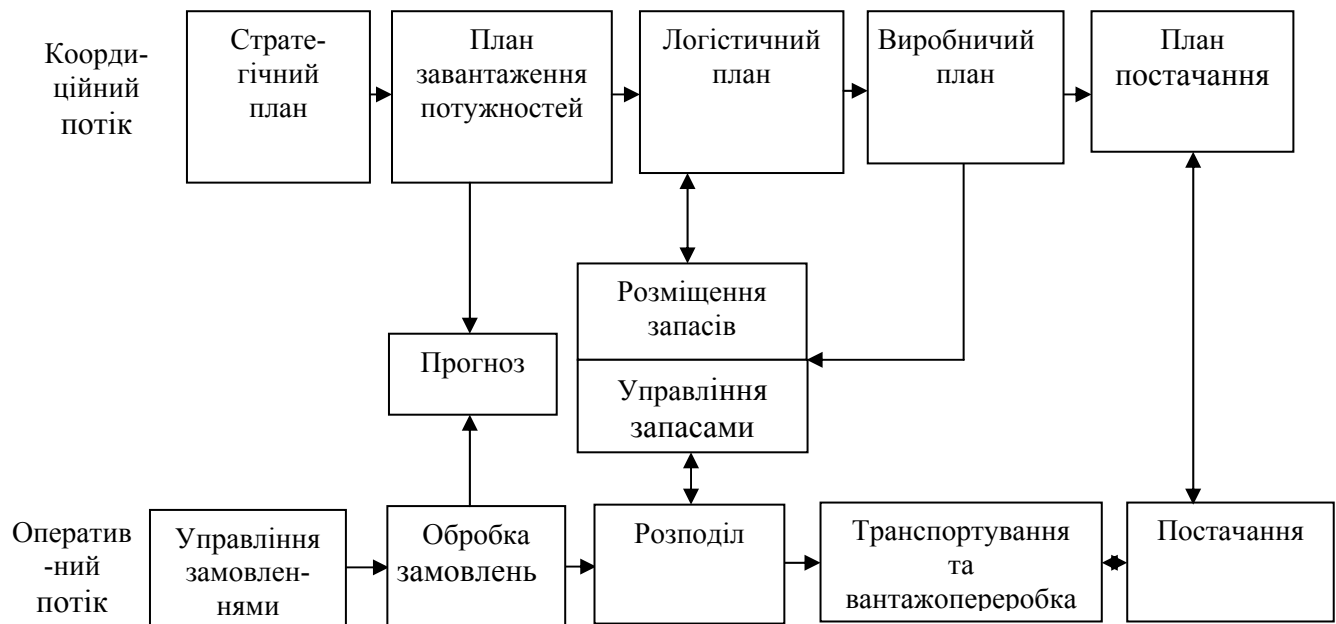 Коорди-
ційний
потік
Страте-
гічний
план
План
завантаження
потужностей
Логістичний
план
Виробничий
план
План
постачання
Розміщення
запасів
Прогноз
Управління
запасами
Оператив
-ний
потік
Управління
замовлен-
нями
Обробка
замовлень
Розподіл
Транспортування
та
вантажопереробка
Постачання